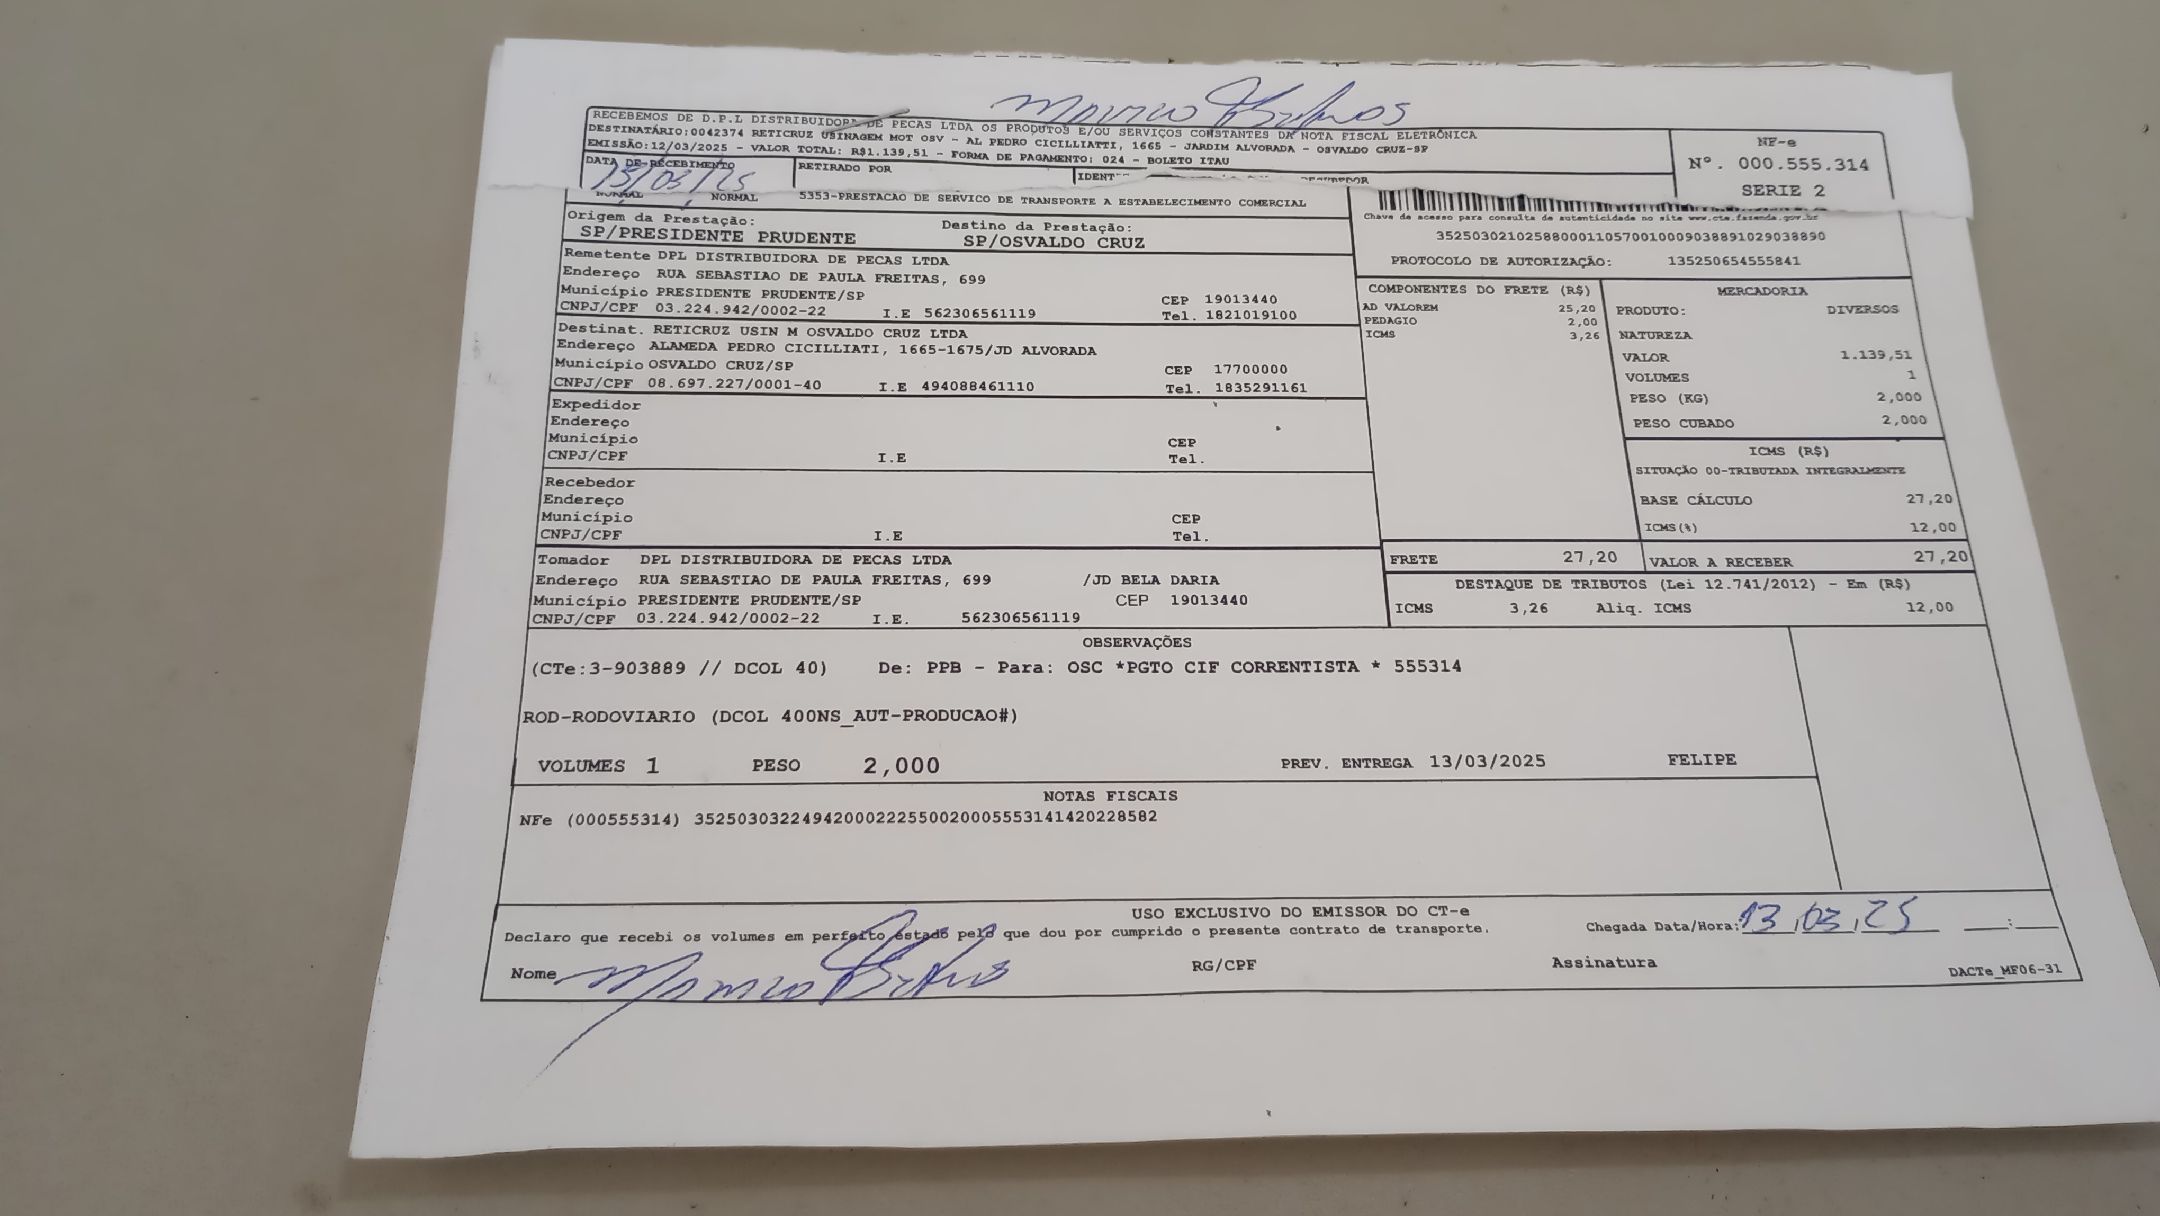 RECEBEMOS DE D.P.L DISTRIBUIDORA DE PECAS LTDA OS PRODUTOS E/OU SERVIÇOS CONSTANTES DA NOTA FISCAL ELETRÔNICA
DESTINATÁRIO:0042374 RETICRUZ USINAGEM MOT OSV - AL PEDRO CICILLIATTI, 1665 - JARDIM ALVORADA - OSVALDO CRUZ-SP
EMISSÃO:12/03/2025 - VALOR TOTAL: R$1.139,51 - FORMA DE PAGAMENTO: 024 - BOLETO ITAU
NF-e
Nº. 000.555.314
SERIE 2
DATA DE RECEBIMENTO
RETIRADO POR
NORMAL NORMAL 5353-PRESTACAO DE SERVICO DE TRANSPORTE A ESTABELECIMENTO COMERCIAL
Chave de acesso para consulta de autenticidade no site www.cte.fazenda.gov.br
35250302102588000110570010009038891029038890
PROTOCOLO DE AUTORIZAÇÃO: 135250654555841
Origem da Prestação: Destino da Prestação:
SP/PRESIDENTE PRUDENTE SP/OSVALDO CRUZ
Remetente DPL DISTRIBUIDORA DE PECAS LTDA
Endereço RUA SEBASTIAO DE PAULA FREITAS, 699
Município PRESIDENTE PRUDENTE/SP CEP 19013440
CNPJ/CPF 03.224.942/0002-22 I.E 562306561119 Tel. 1821019100
Destinat. RETICRUZ USIN M OSVALDO CRUZ LTDA
Endereço ALAMEDA PEDRO CICILLIATI, 1665-1675/JD ALVORADA
Município OSVALDO CRUZ/SP CEP 17700000
CNPJ/CPF 08.697.227/0001-40 I.E 494088461110 Tel. 1835291161
Expedidor
Endereço
Município CEP
CNPJ/CPF I.E Tel.
Recebedor
Endereço
Município CEP
CNPJ/CPF I.E Tel.
Tomador DPL DISTRIBUIDORA DE PECAS LTDA
Endereço RUA SEBASTIAO DE PAULA FREITAS, 699 /JD BELA DARIA
Município PRESIDENTE PRUDENTE/SP CEP 19013440
CNPJ/CPF 03.224.942/0002-22 I.E. 562306561119
COMPONENTES DO FRETE (R$)
AD VALOREM 25,20
PEDAGIO 2,00
ICMS 3,26
MERCADORIA
PRODUTO: DIVERSOS
NATUREZA
VALOR 1.139,51
VOLUMES 1
PESO (KG) 2,000
PESO CUBADO 2,000
ICMS (R$)
SITUAÇÃO 00-TRIBUTADA INTEGRALMENTE
BASE CÁLCULO 27,20
ICMS(%) 12,00
FRETE 27,20 VALOR A RECEBER 27,20
DESTAQUE DE TRIBUTOS (Lei 12.741/2012) - Em (R$)
ICMS 3,26 Aliq. ICMS 12,00
OBSERVAÇÕES
(CTe:3-903889 // DCOL 40) De: PPB - Para: OSC *PGTO CIF CORRENTISTA * 555314
ROD-RODOVIARIO (DCOL 400NS_AUT-PRODUCAO#)
VOLUMES 1 PESO 2,000 PREV. ENTREGA 13/03/2025 FELIPE
NOTAS FISCAIS
NFe (000555314) 35250303224942000222550020005553141420228582
USO EXCLUSIVO DO EMISSOR DO CT-e
Declaro que recebi os volumes em perfeito estado pelo que dou por cumprido o presente contrato de transporte.
Chegada Data/Hora: 13 03 25
Nome RG/CPF Assinatura
DACTe_MF06-31